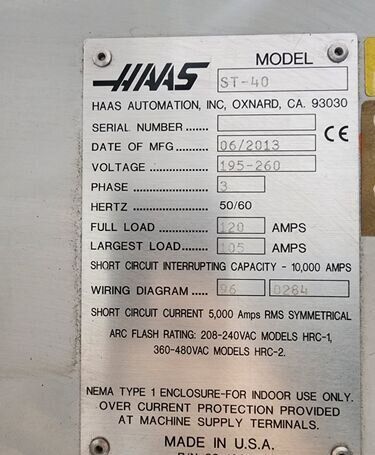 MODEL
HAAS
ST-40
HAAS AUTOMATION, INC, OXNARD, CA. 93030
SERIAL NUMBER .......
CE
DATE OF MFG ....... 06/2013
VOLTAGE ............... 195-260
PHASE ................... 3
HERTZ 50/60
FULL LOAD ............ 120 AMPS
LARGEST LOAD..... 105 AMPS
SHORT CIRCUIT INTERRUPTING CAPACITY - 10,000 AMPS
WIRING DIAGRAM ...... 96 0284
SHORT CIRCUIT CURRENT 5,000 Amps RMS SYMMETRICAL
ARC FLASH RATING: 208-240VAC MODELS HRC-1,
360-480VAC MODELS HRC-2.
NEMA TYPE 1 ENCLOSURE-FOR INDOOR USE ONLY.
OVER CURRENT PROTECTION PROVIDED
AT MACHINE SUPPLY TERMINALS.
MADE IN U.S.A.